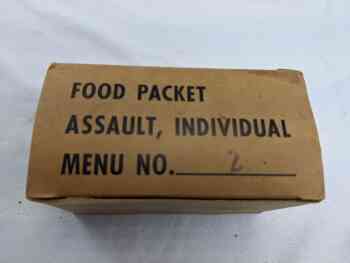 FOOD PACKET
ASSAULT, INDIVIDUAL
MENU NO. 2